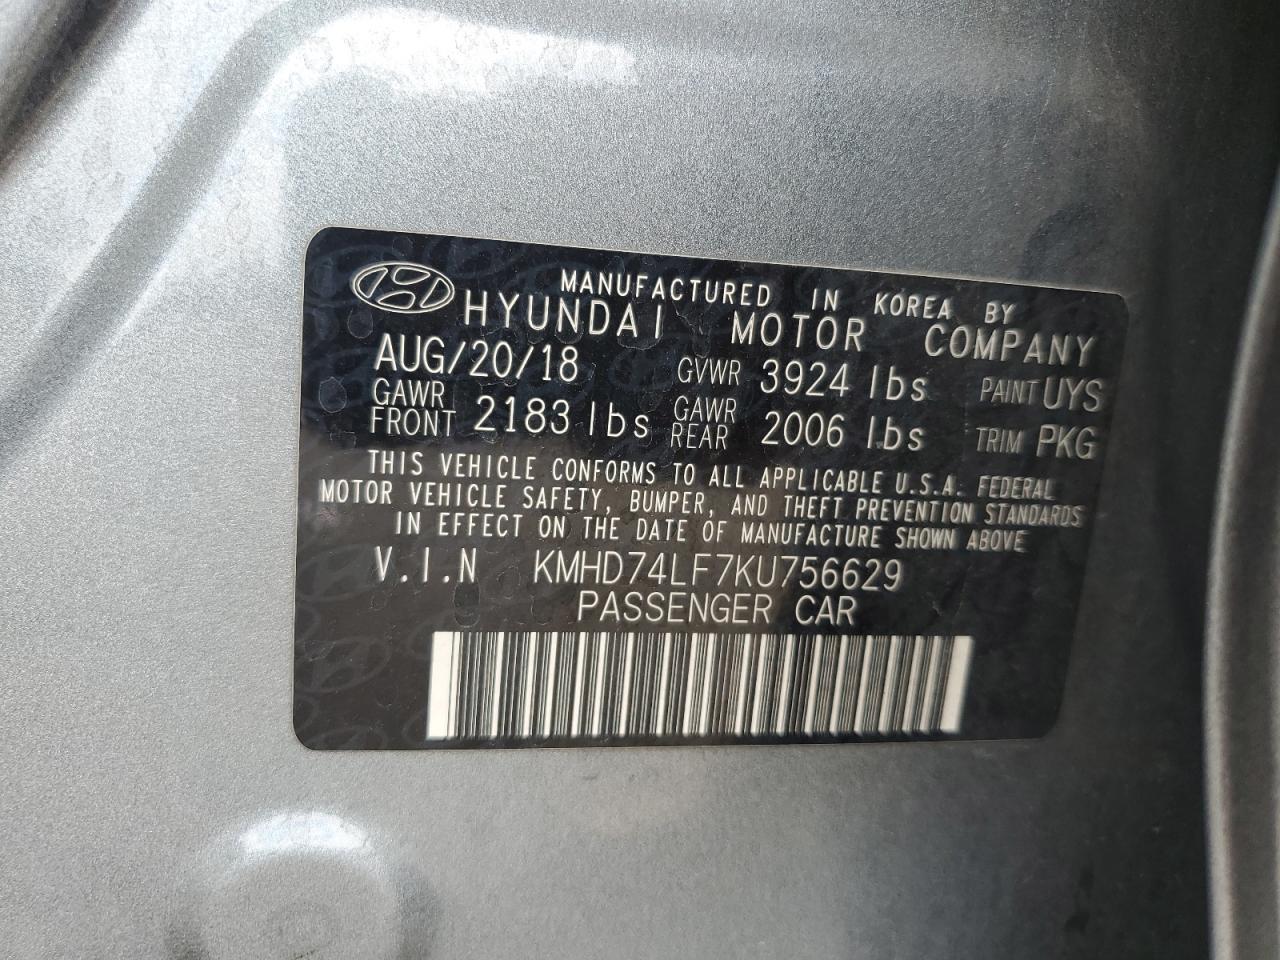 MANUFACTURED IN KOREA BY
HYUNDAI MOTOR COMPANY
AUG/20/18 GVWR 3924 lbs PAINT UYS
GAWR FRONT 2183 lbs GAWR REAR 2006 lbs TRIM PKG
THIS VEHICLE CONFORMS TO ALL APPLICABLE U.S.A. FEDERAL
MOTOR VEHICLE SAFETY, BUMPER, AND THEFT PREVENTION STANDARDS
IN EFFECT ON THE DATE OF MANUFACTURE SHOWN ABOVE
V.I.N KMHD74LF7KU756629
PASSENGER CAR